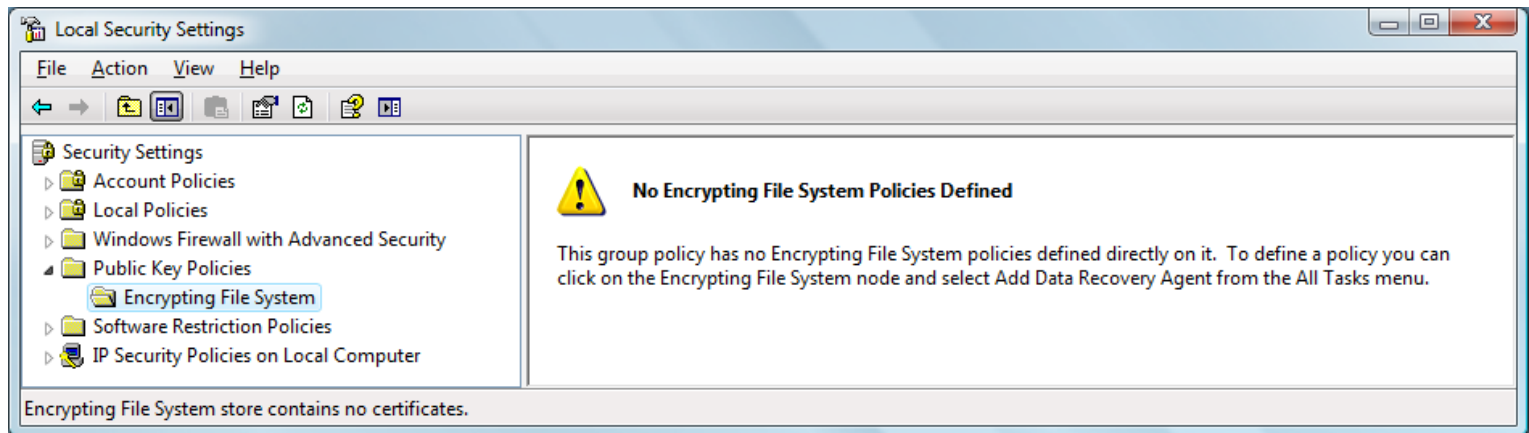 Local Security Settings
File Action View Help
Security Settings
Account Policies
Local Policies
Windows Firewall with Advanced Security
Public Key Policies
Encrypting File System
Software Restriction Policies
IP Security Policies on Local Computer
No Encrypting File System Policies Defined
This group policy has no Encrypting File System policies defined directly on it. To define a policy you can
click on the Encrypting File System node and select Add Data Recovery Agent from the All Tasks menu.
Encrypting File System store contains no certificates.